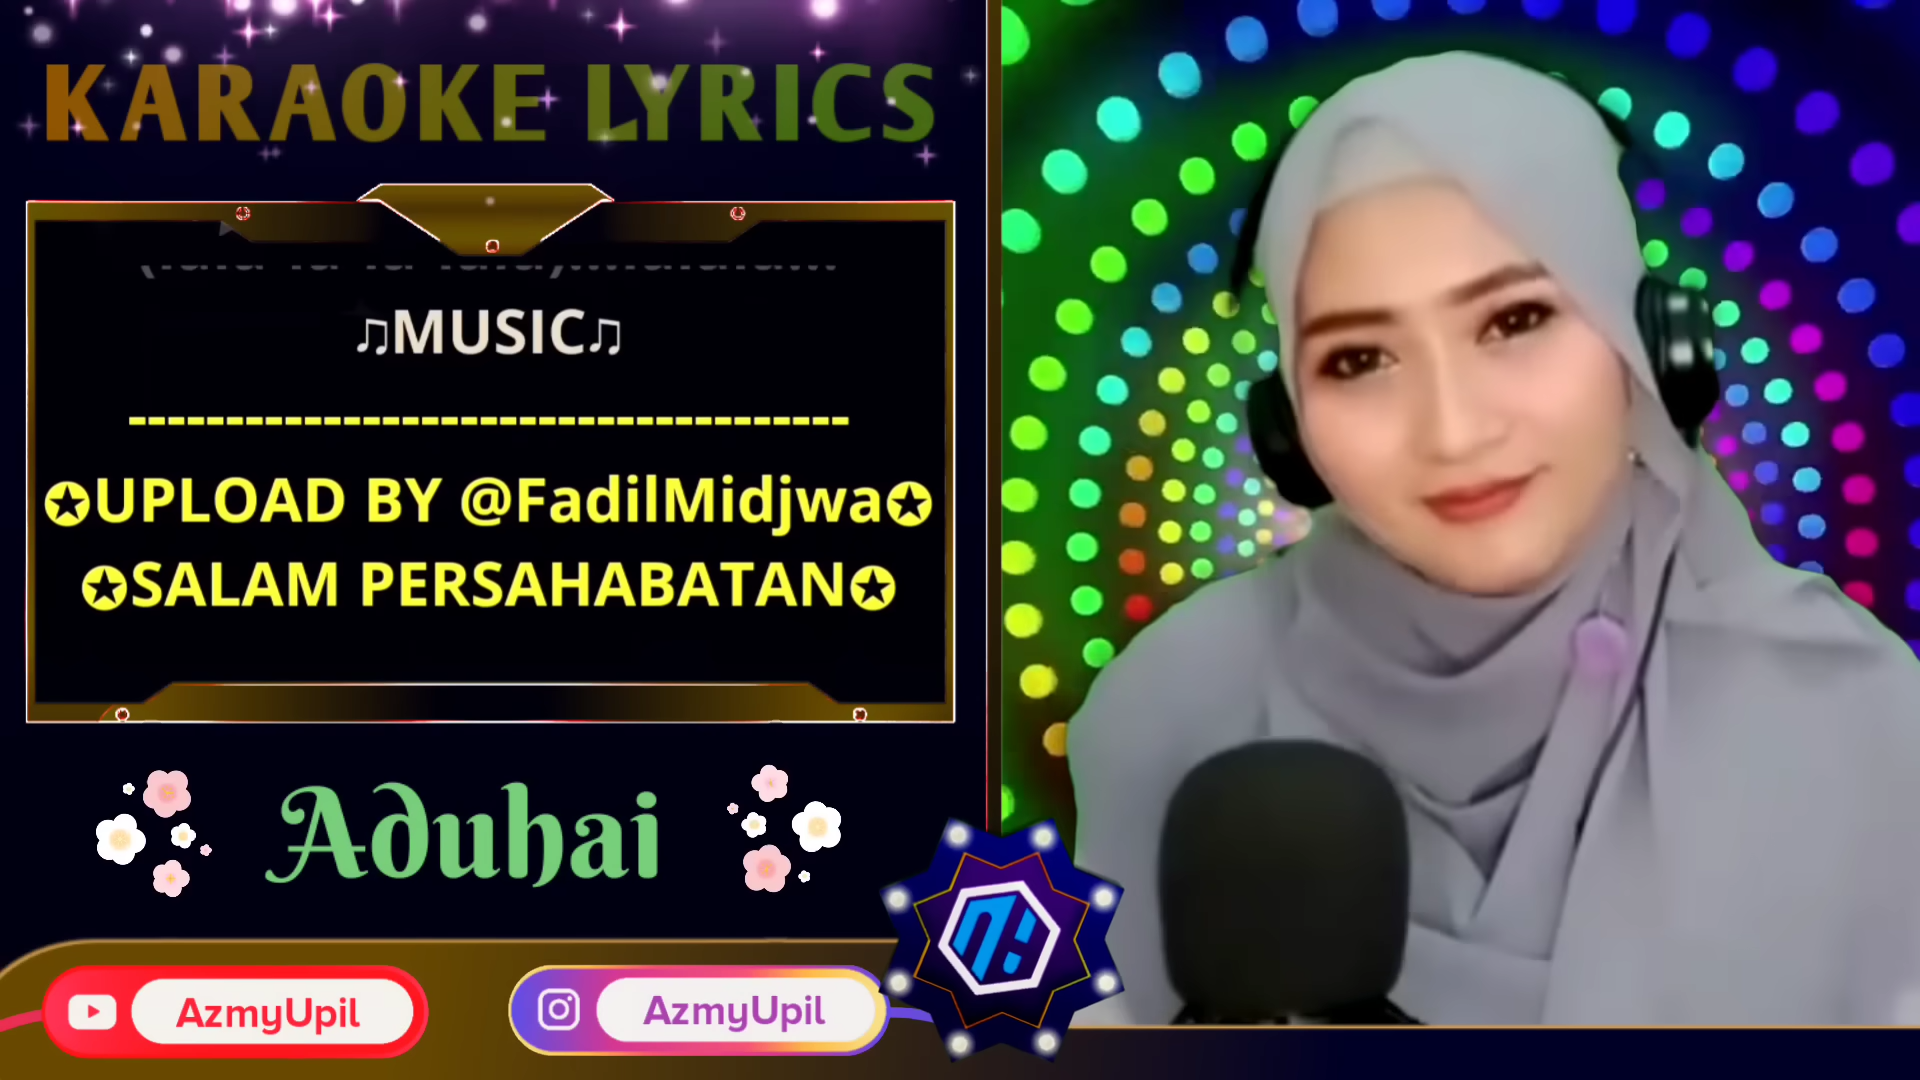 KARAOKE LYRICS
♫MUSIC♫
-------------------------------------
✪UPLOAD BY @FadilMidjwa✪
✪SALAM PERSAHABATAN✪
Aduhai
AzmyUpil
AzmyUpil